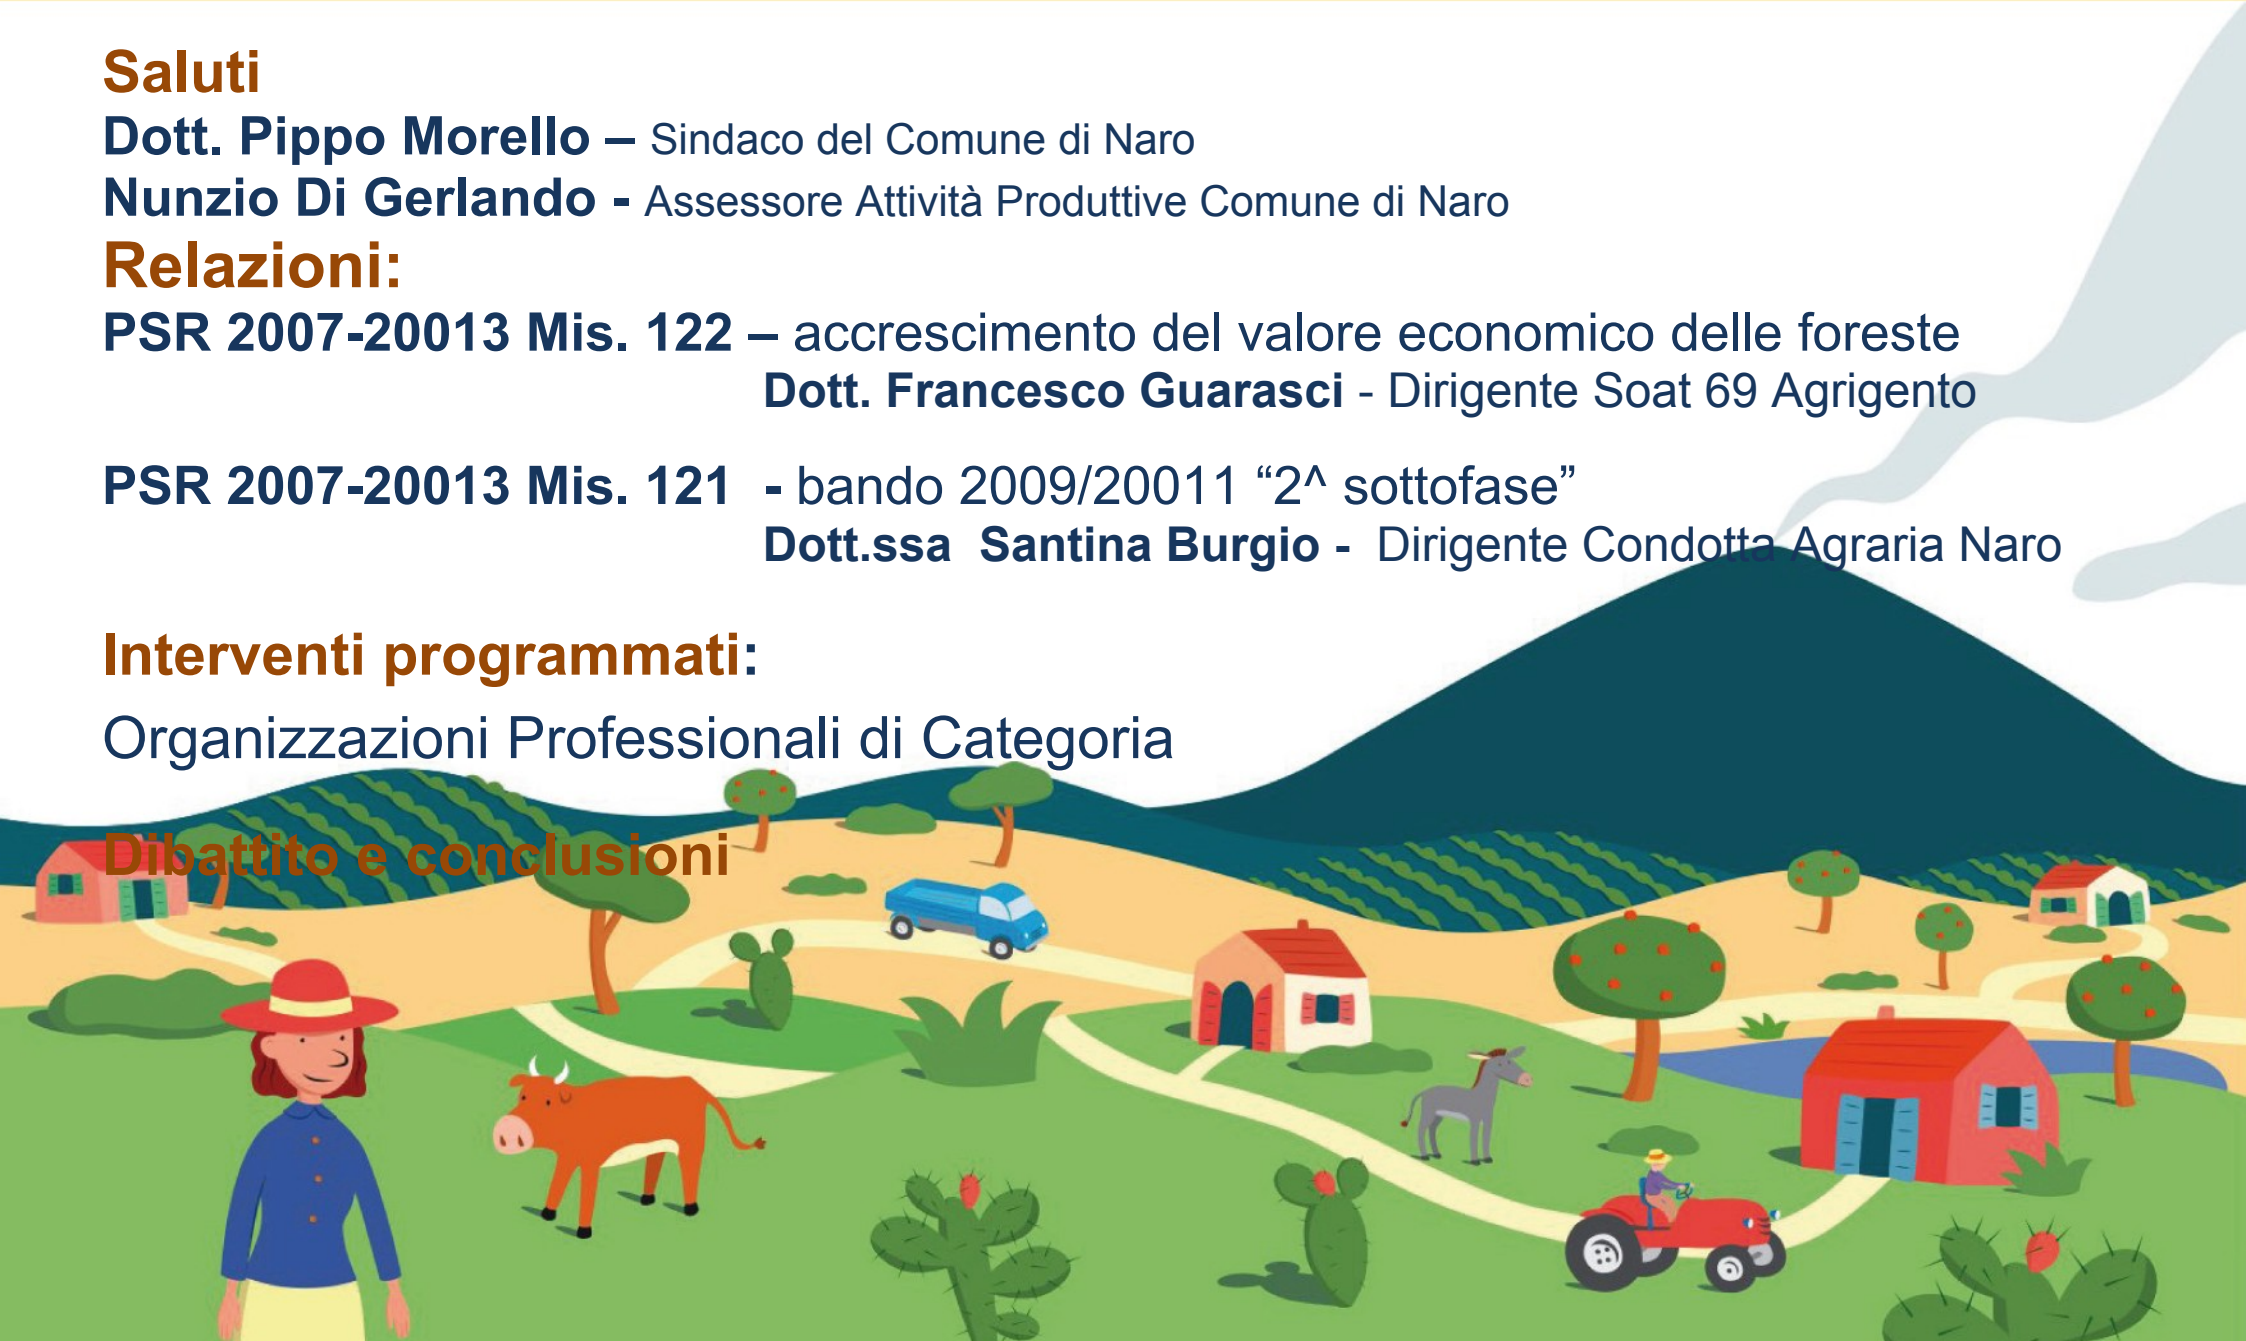 Saluti
Dott. Pippo Morello – Sindaco del Comune di Naro
Nunzio Di Gerlando - Assessore Attività Produttive Comune di Naro
Relazioni:
PSR 2007-20013 Mis. 122 – accrescimento del valore economico delle foreste
Dott. Francesco Guarasci - Dirigente Soat 69 Agrigento
PSR 2007-20013 Mis. 121 - bando 2009/20011 “2^ sottofase”
Dott.ssa Santina Burgio - Dirigente Condotta Agraria Naro
Interventi programmati:
Organizzazioni Professionali di Categoria
Dibattito e conclusioni